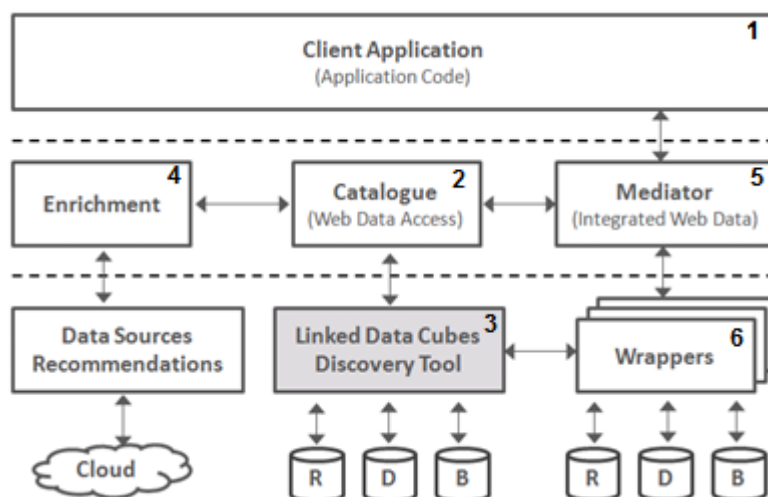 1
Client Application
(Application Code)
4
Enrichment
2
Catalogue
(Web Data Access)
5
Mediator
(Integrated Web Data)
Data Sources
Recommendations
3
Linked Data Cubes
Discovery Tool
6
Wrappers
Cloud
R
D
B
R
D
B